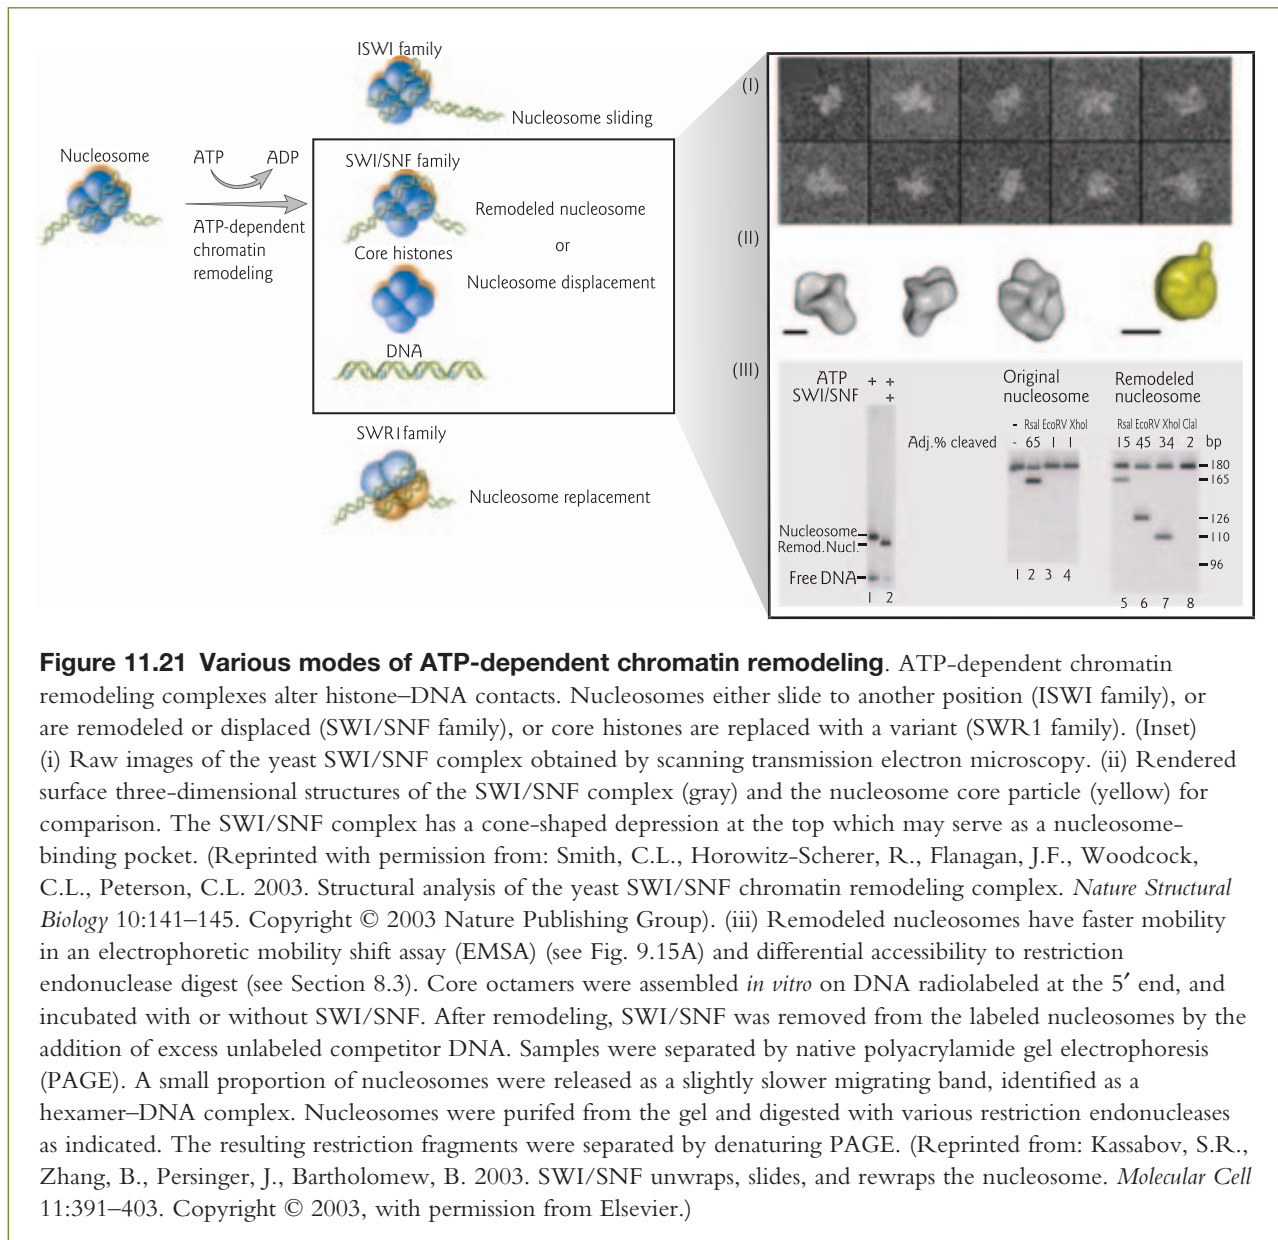 ISWI family
Nucleosome sliding
Nucleosome
ATP
ADP
ATP-dependent
chromatin
remodeling
SWI/SNF family
Remodeled nucleosome
or
Core histones
Nucleosome displacement
DNA
SWR1 family
Nucleosome replacement
(I)
(II)
(III)
ATP + +
SWI/SNF +
Nucleosome
Remod.Nucl.
Free DNA
1 2
Original
nucleosome
- RsaI EcoRV XhoI
Adj.% cleaved - 65 1 1
1 2 3 4
Remodeled
nucleosome
RsaI EcoRV XhoI ClaI
15 45 34 2 bp
180
165
126
110
96
5 6 7 8
Figure 11.21 Various modes of ATP-dependent chromatin remodeling. ATP-dependent chromatin
remodeling complexes alter histone–DNA contacts. Nucleosomes either slide to another position (ISWI family), or
are remodeled or displaced (SWI/SNF family), or core histones are replaced with a variant (SWR1 family). (Inset)
(i) Raw images of the yeast SWI/SNF complex obtained by scanning transmission electron microscopy. (ii) Rendered
surface three-dimensional structures of the SWI/SNF complex (gray) and the nucleosome core particle (yellow) for
comparison. The SWI/SNF complex has a cone-shaped depression at the top which may serve as a nucleosome-
binding pocket. (Reprinted with permission from: Smith, C.L., Horowitz-Scherer, R., Flanagan, J.F., Woodcock,
C.L., Peterson, C.L. 2003. Structural analysis of the yeast SWI/SNF chromatin remodeling complex. Nature Structural
Biology 10:141–145. Copyright © 2003 Nature Publishing Group). (iii) Remodeled nucleosomes have faster mobility
in an electrophoretic mobility shift assay (EMSA) (see Fig. 9.15A) and differential accessibility to restriction
endonuclease digest (see Section 8.3). Core octamers were assembled in vitro on DNA radiolabeled at the 5′ end, and
incubated with or without SWI/SNF. After remodeling, SWI/SNF was removed from the labeled nucleosomes by the
addition of excess unlabeled competitor DNA. Samples were separated by native polyacrylamide gel electrophoresis
(PAGE). A small proportion of nucleosomes were released as a slightly slower migrating band, identified as a
hexamer–DNA complex. Nucleosomes were purifed from the gel and digested with various restriction endonucleases
as indicated. The resulting restriction fragments were separated by denaturing PAGE. (Reprinted from: Kassabov, S.R.,
Zhang, B., Persinger, J., Bartholomew, B. 2003. SWI/SNF unwraps, slides, and rewraps the nucleosome. Molecular Cell
11:391–403. Copyright © 2003, with permission from Elsevier.)